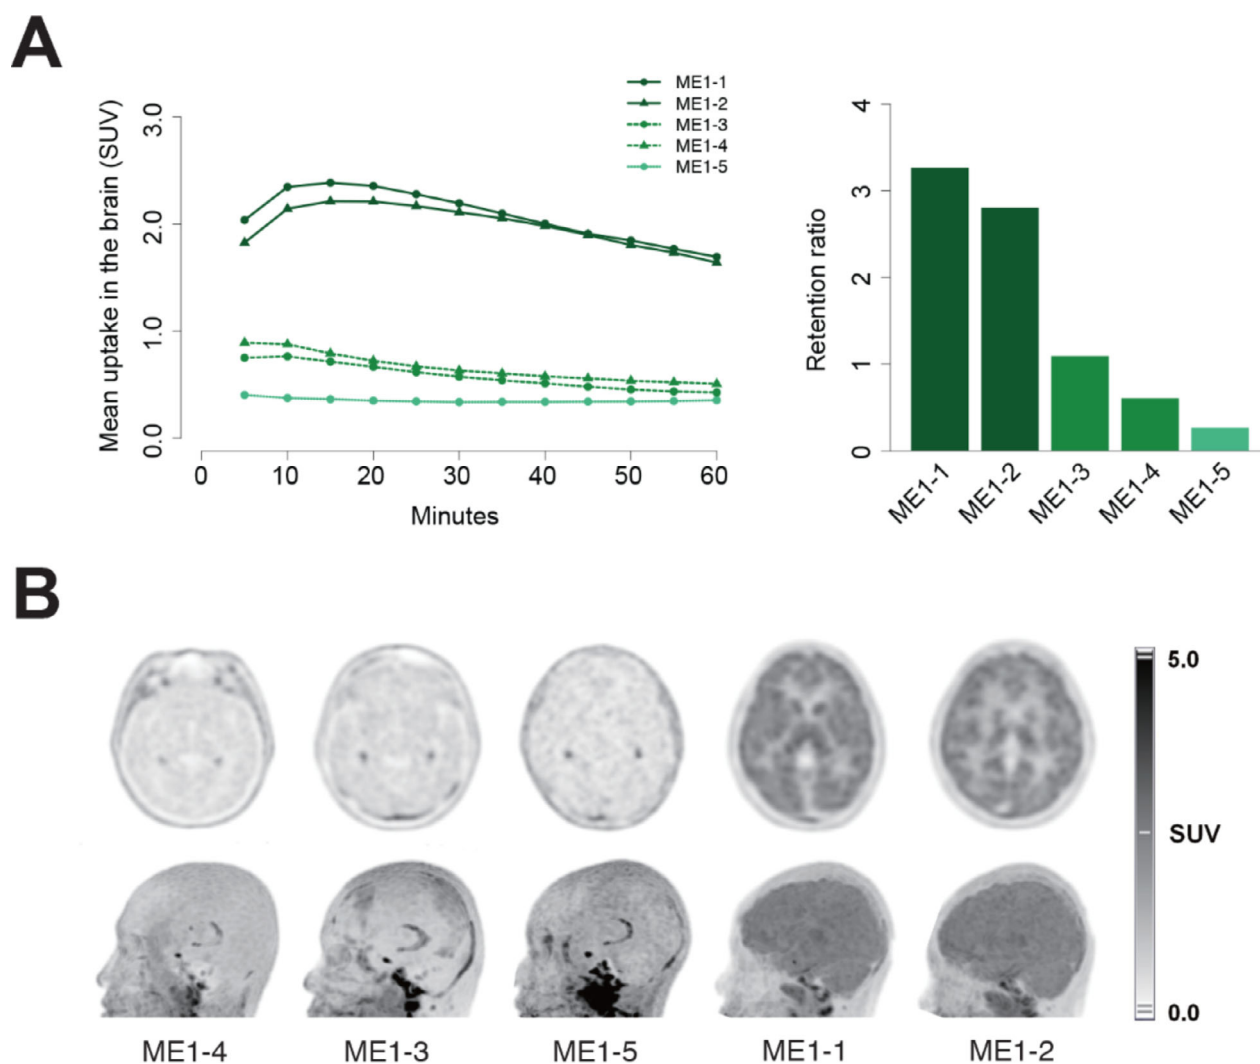 A
ME1-1
ME1-2
ME1-3
ME1-4
ME1-5
Mean uptake in the brain (SUV)
3.0
2.0
1.0
0.0
0 10 20 30 40 50 60
Minutes
Retention ratio
4
3
2
1
0
ME1-1 ME1-2 ME1-3 ME1-4 ME1-5
B
5.0
SUV
0.0
ME1-4 ME1-3 ME1-5 ME1-1 ME1-2